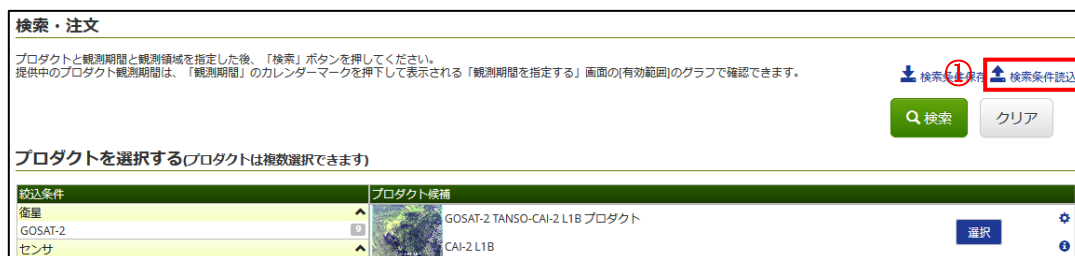 検索・注文
プロダクトと観測期間と観測領域を指定した後、「検索」ボタンを押してください。
提供中のプロダクト観測期間は、「観測期間」のカレンダーマークを押下して表示される「観測期間を指定する」画面の[有効範囲]のグラフで確認できます。
検索条件保存 ① 検索条件読込
検索 クリア
プロダクトを選択する(プロダクトは複数選択できます)
絞込条件 プロダクト候補
衛星
GOSAT-2 9
センサ
GOSAT-2 TANSO-CAI-2 L1B プロダクト
CAI-2 L1B
選択